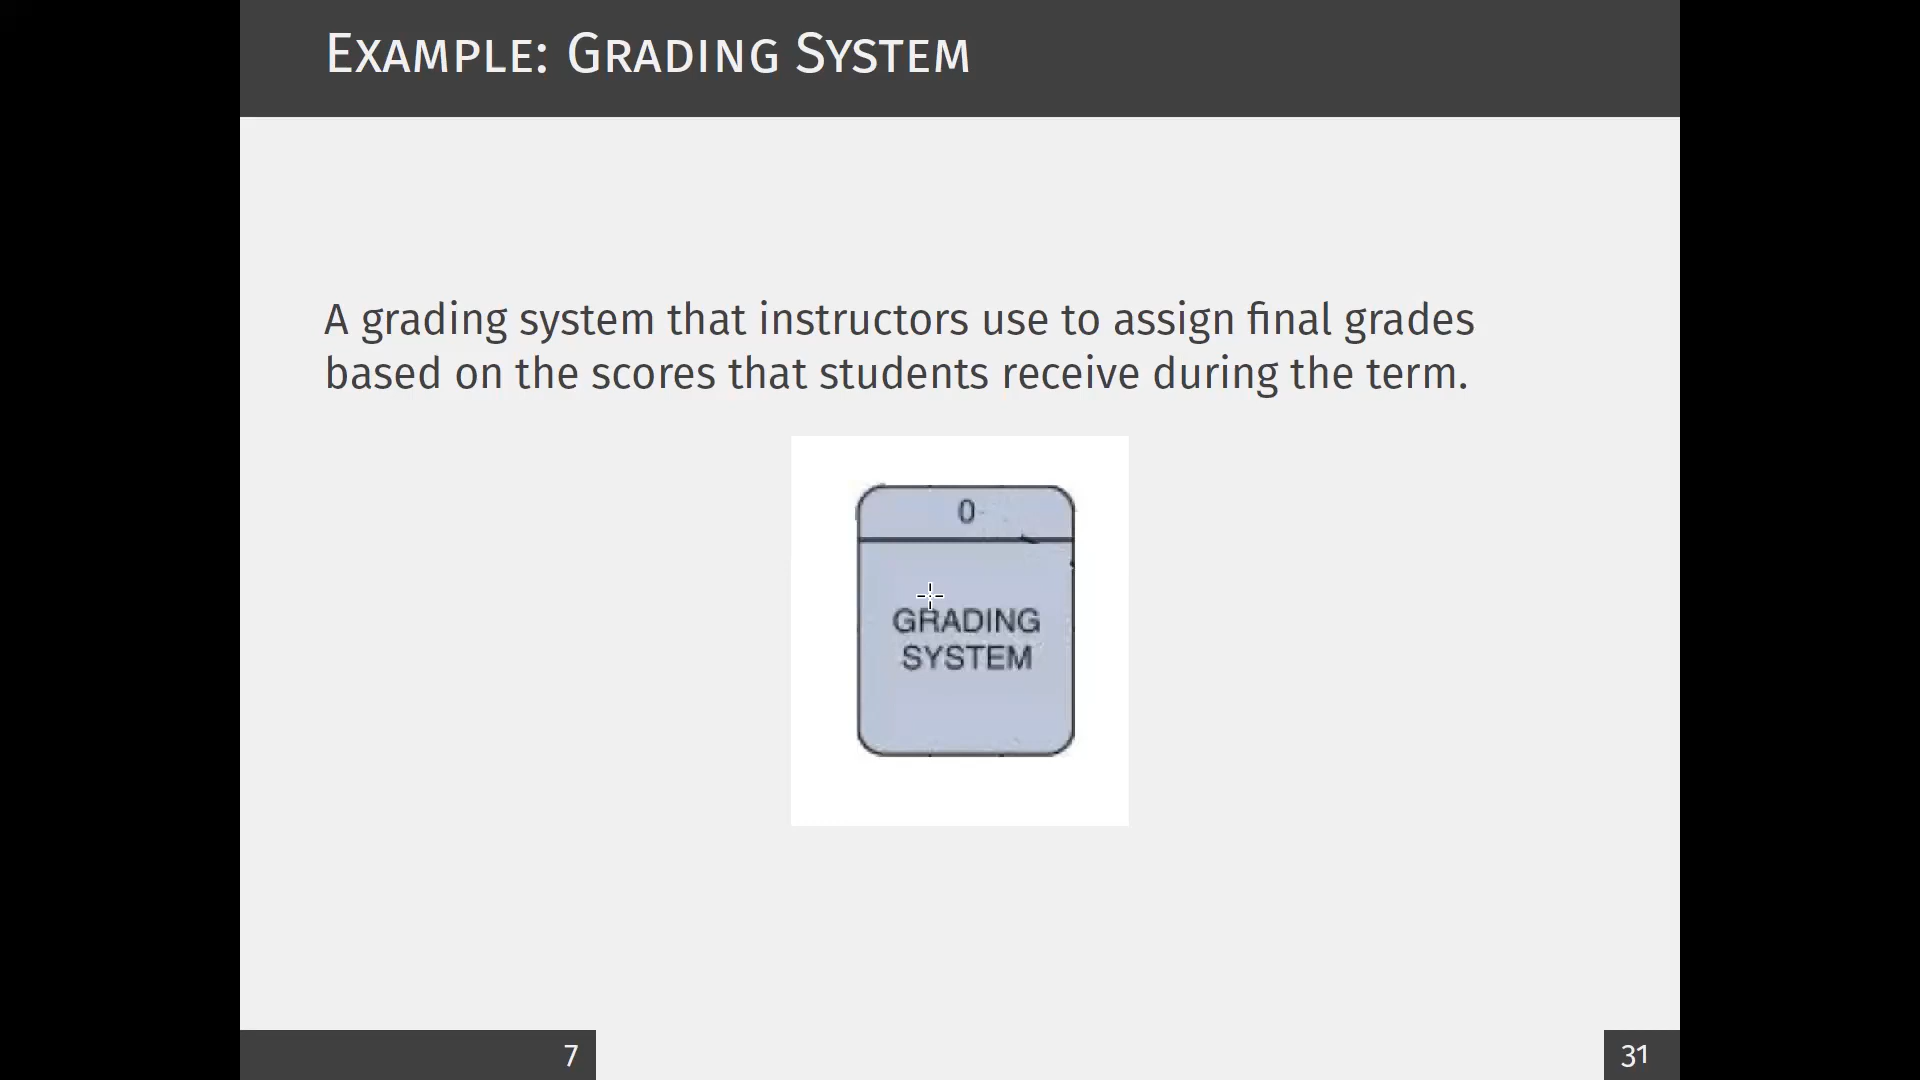 Example: Grading System
A grading system that instructors use to assign final grades
based on the scores that students receive during the term.
0
GRADING
SYSTEM
7
31